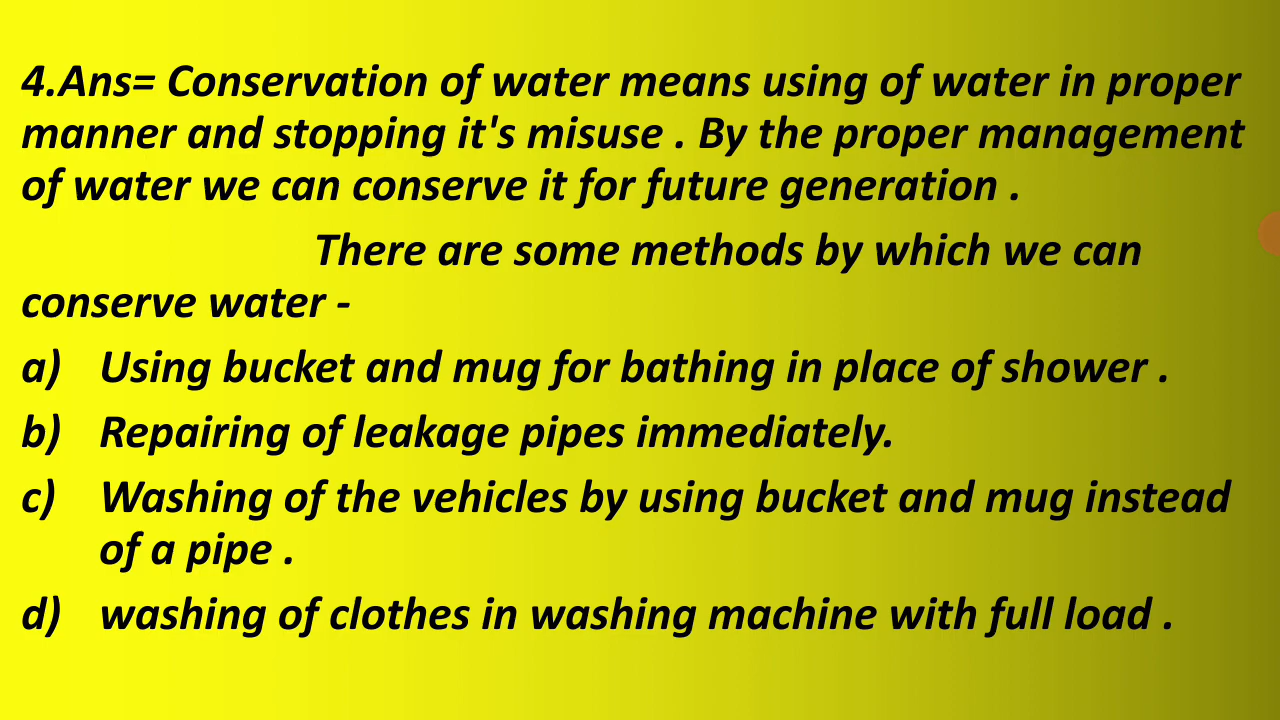 4.Ans= Conservation of water means using of water in proper
manner and stopping it's misuse . By the proper management
of water we can conserve it for future generation .
There are some methods by which we can
conserve water -
a) Using bucket and mug for bathing in place of shower .
b) Repairing of leakage pipes immediately.
c) Washing of the vehicles by using bucket and mug instead
of a pipe .
d) washing of clothes in washing machine with full load .